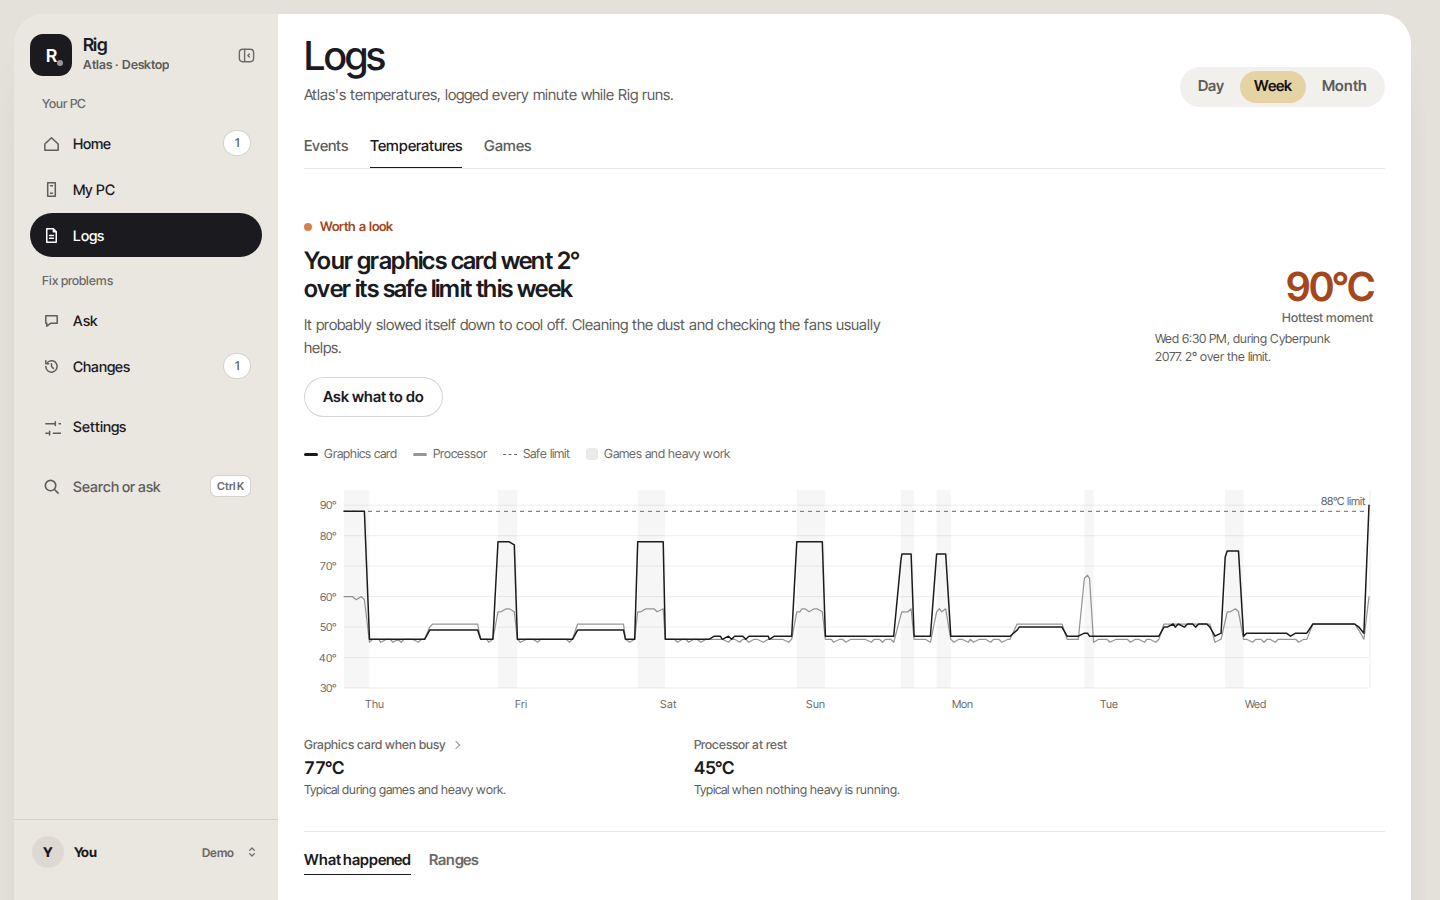 R
Rig
Atlas · Desktop
Your PC
Home
1
My PC
Logs
Fix problems
Ask
Changes
1
Settings
Search or ask
Ctrl K
Y
You
Demo
Logs
Atlas's temperatures, logged every minute while Rig runs.
Day
Week
Month
Events
Temperatures
Games
Worth a look
Your graphics card went 2°
over its safe limit this week
It probably slowed itself down to cool off. Cleaning the dust and checking the fans usually
helps.
Ask what to do
90°C
Hottest moment
Wed 6:30 PM, during Cyberpunk
2077. 2° over the limit.
Graphics card
Processor
Safe limit
Games and heavy work
88°C limit
90°
80°
70°
60°
50°
40°
30°
Thu
Fri
Sat
Sun
Mon
Tue
Wed
Graphics card when busy
77°C
Typical during games and heavy work.
Processor at rest
45°C
Typical when nothing heavy is running.
What happened
Ranges